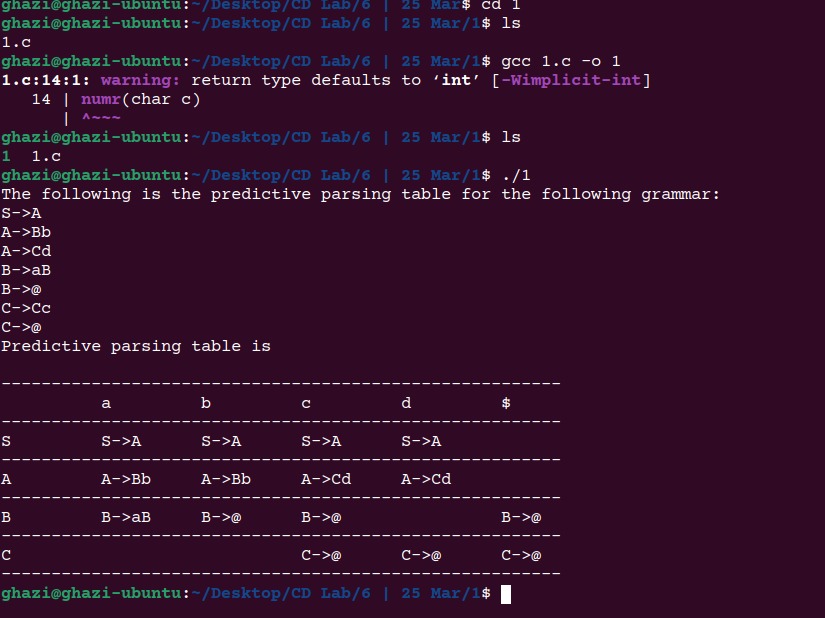 ghazi@ghazi-ubuntu:~/Desktop/CD Lab/6 | 25 Mar$ cd 1
ghazi@ghazi-ubuntu:~/Desktop/CD Lab/6 | 25 Mar/1$ ls
1.c
ghazi@ghazi-ubuntu:~/Desktop/CD Lab/6 | 25 Mar/1$ gcc 1.c -o 1
1.c:14:1: warning: return type defaults to ‘int’ [-Wimplicit-int]
   14 | numr(char c)
      | ^~~~
ghazi@ghazi-ubuntu:~/Desktop/CD Lab/6 | 25 Mar/1$ ls
1  1.c
ghazi@ghazi-ubuntu:~/Desktop/CD Lab/6 | 25 Mar/1$ ./1
The following is the predictive parsing table for the following grammar:
S->A
A->Bb
A->Cd
B->aB
B->@
C->Cc
C->@
Predictive parsing table is
--------------------------------------------------------
          a         b         c         d         $
--------------------------------------------------------
S         S->A      S->A      S->A      S->A
--------------------------------------------------------
A         A->Bb     A->Bb     A->Cd     A->Cd
--------------------------------------------------------
B         B->aB     B->@      B->@                B->@
--------------------------------------------------------
C                             C->@      C->@      C->@
--------------------------------------------------------
ghazi@ghazi-ubuntu:~/Desktop/CD Lab/6 | 25 Mar/1$